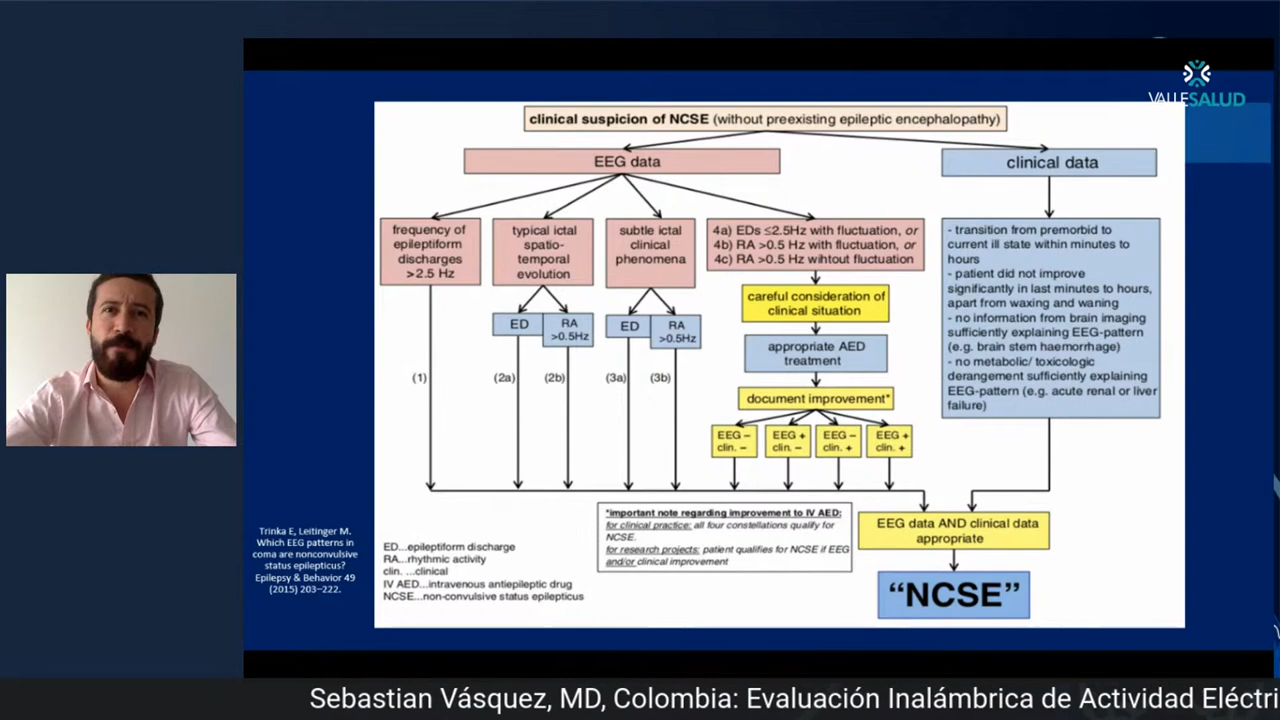 VALLESALUD
clinical suspicion of NCSE (without preexisting epileptic encephalopathy)
EEG data
clinical data
frequency of
epileptiform
discharges
>2.5 Hz
typical ictal
spatio-
temporal
evolution
subtle ictal
clinical
phenomena
4a) EDs ≤2.5Hz with fluctuation, or
4b) RA >0.5 Hz with fluctuation, or
4c) RA >0.5 Hz wihtout fluctuation
- transition from premorbid to
current ill state within minutes to
hours
- patient did not improve
significantly in last minutes to hours,
apart from waxing and waning
- no information from brain imaging
sufficiently explaining EEG-pattern
(e.g. brain stem haemorrhage)
- no metabolic/ toxicologic
derangement sufficiently explaining
EEG-pattern (e.g. acute renal or liver
failure)
careful consideration of
clinical situation
ED
RA
>0.5Hz
ED
RA
>0.5Hz
appropriate AED
treatment
(1)
(2a)
(2b)
(3a)
(3b)
document improvement*
EEG –
clin. –
EEG +
clin. –
EEG –
clin. +
EEG +
clin. +
*important note regarding improvement to IV AED:
for clinical practice: all four constellations qualify for
NCSE.
for research projects: patient qualifies for NCSE if EEG
and/or clinical improvement
EEG data AND clinical data
appropriate
"NCSE"
ED...epileptiform discharge
RA...rhythmic activity
clin. ...clinical
IV AED...intravenous antiepileptic drug
NCSE...non-convulsive status epilepticus
Trinka E, Leitinger M.
Which EEG patterns in
coma are nonconvulsive
status epilepticus?
Epilepsy & Behavior 49
(2015) 203–222.
Sebastian Vásquez, MD, Colombia: Evaluación Inalámbrica de Actividad Eléctri